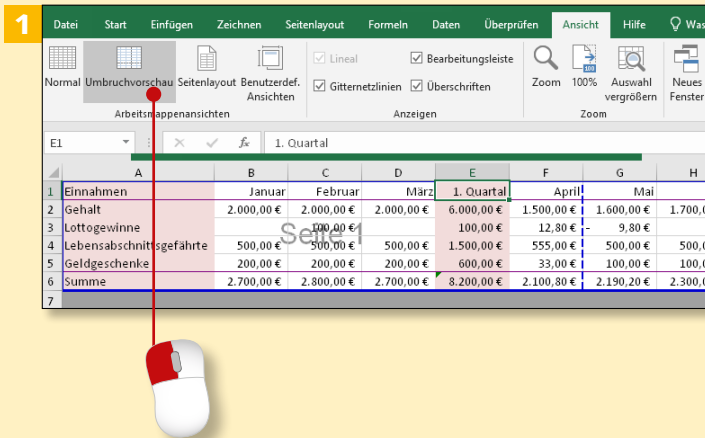 1
Datei Start Einfügen Zeichnen Seitenlayout Formeln Daten Überprüfen Ansicht Hilfe Was
Lineal Bearbeitungsleiste
100
Normal Umbruchvorschau Seitenlayout Benutzerdef. Ansichten Gitternetzlinien Überschriften Zoom 100% Auswahl vergrößern Neues Fenster
Arbeitsmappenansichten Anzeigen Zoom
E1 fx 1. Quartal
A B C D E F G H
1 Einnahmen Januar Februar März 1. Quartal April Mai
2 Gehalt 2.000,00 € 2.000,00 € 2.000,00 € 6.000,00 € 1.500,00 € 1.600,00 € 1.700,0
3 Lottogewinne 100,00 € 100,00 € 12,80 € - 9,80 €
Seite 1
4 Lebensabschnittsgefährte 500,00 € 500,00 € 500,00 € 1.500,00 € 555,00 € 500,00 € 500,0
5 Geldgeschenke 200,00 € 200,00 € 200,00 € 600,00 € 33,00 € 100,00 € 100,0
6 Summe 2.700,00 € 2.800,00 € 2.700,00 € 8.200,00 € 2.100,80 € 2.190,20 € 2.300,0
7